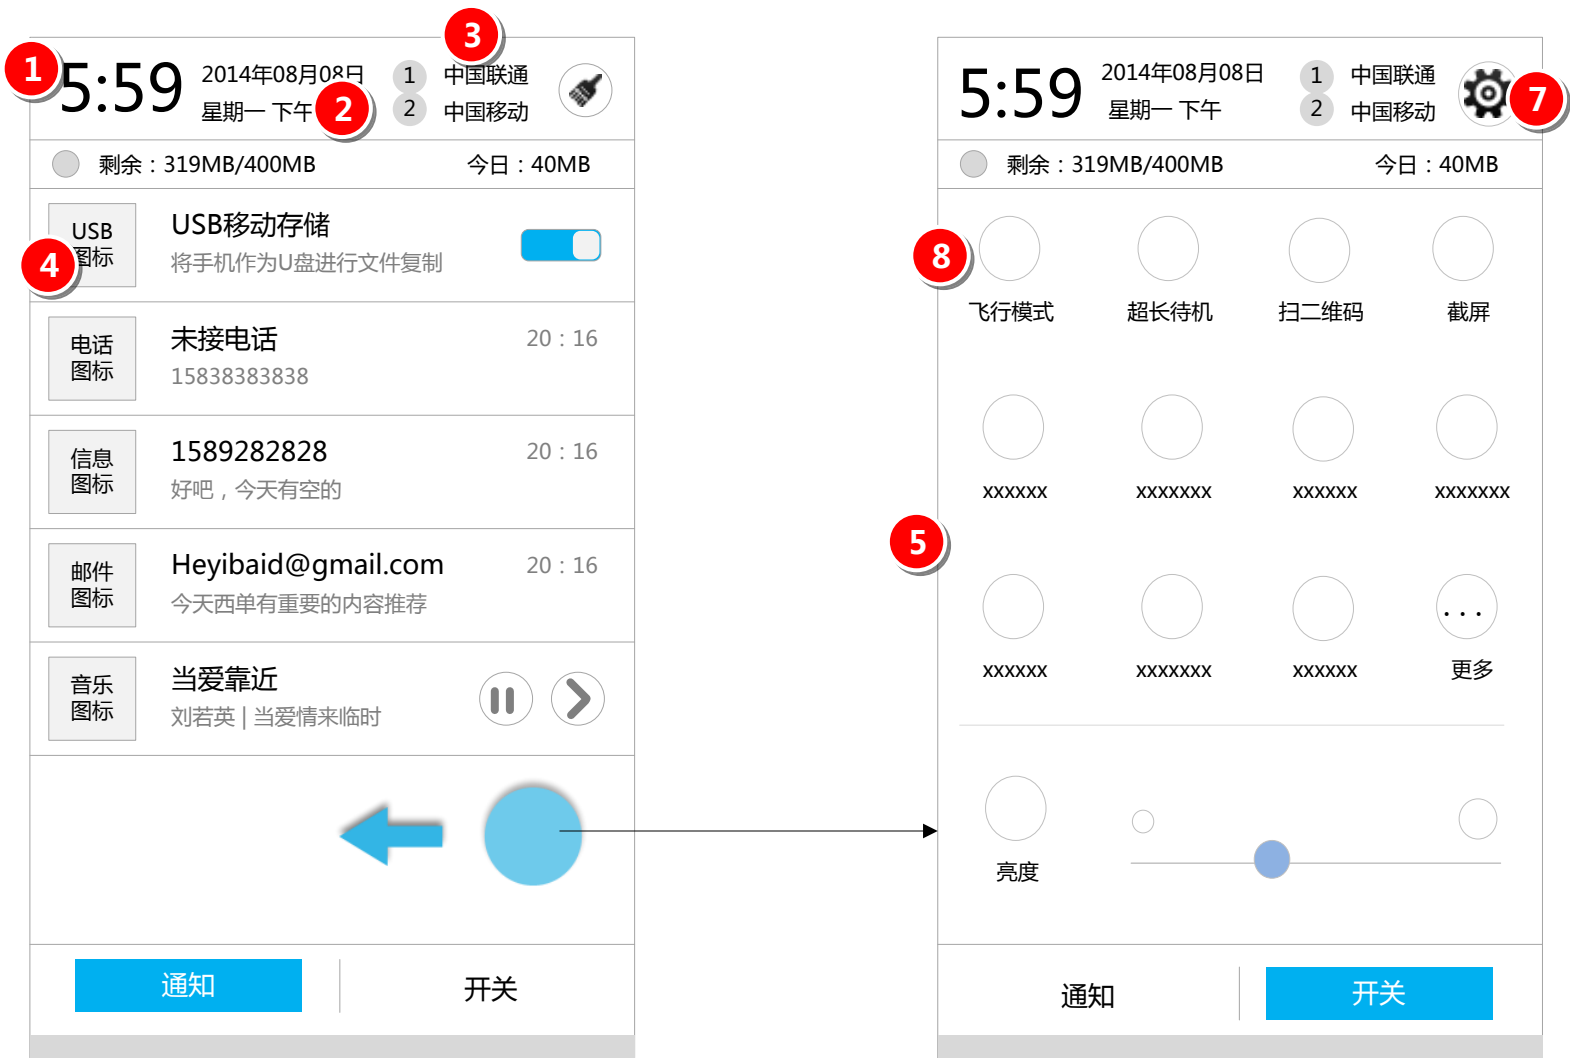 1
5:59
2014年08月08日
星期一 下午
2
3
1 中国联通
2 中国移动
剩余：319MB/400MB
今日：40MB
USB
图标
4
USB移动存储
将手机作为U盘进行文件复制
电话
图标
未接电话
15838383838
20：16
信息
图标
1589282828
好吧，今天有空的
20：16
邮件
图标
Heyibaid@gmail.com
今天西单有重要的内容推荐
20：16
音乐
图标
当爱靠近
刘若英 | 当爱情来临时
通知
开关
5:59
2014年08月08日
星期一 下午
1 中国联通
2 中国移动
7
剩余：319MB/400MB
今日：40MB
8
飞行模式
超长待机
扫二维码
截屏
xxxxxx
xxxxxxx
xxxxxx
xxxxxxx
5
xxxxxx
xxxxxxx
xxxxxx
...
更多
亮度
通知
开关